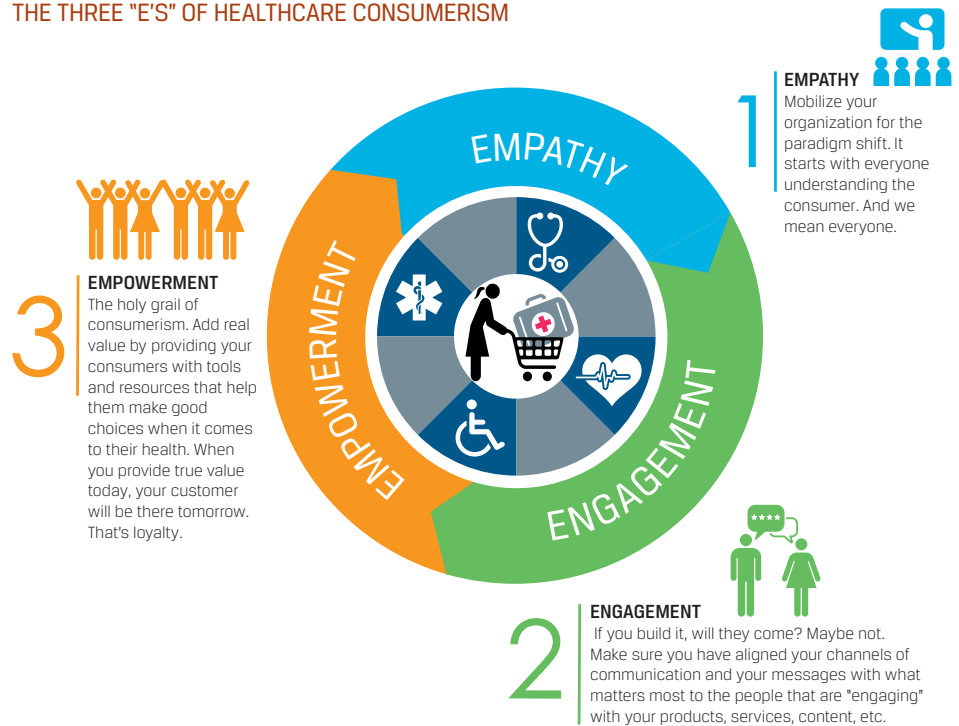 THE THREE "E'S" OF HEALTHCARE CONSUMERISM
EMPATHY
ENGAGEMENT
EMPOWERMENT
1
EMPATHY
Mobilize your
organization for the
paradigm shift. It
starts with everyone
understanding the
consumer. And we
mean everyone.
2
ENGAGEMENT
If you build it, will they come? Maybe not.
Make sure you have aligned your channels of
communication and your messages with what
matters most to the people that are "engaging"
with your products, services, content, etc.
3
EMPOWERMENT
The holy grail of
consumerism. Add real
value by providing your
consumers with tools
and resources that help
them make good
choices when it comes
to their health. When
you provide true value
today, your customer
will be there tomorrow.
That's loyalty.